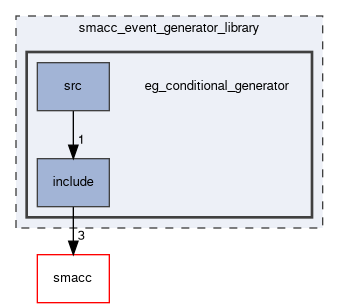 smacc_event_generator_library
src
eg_conditional_generator
1
include
3
smacc